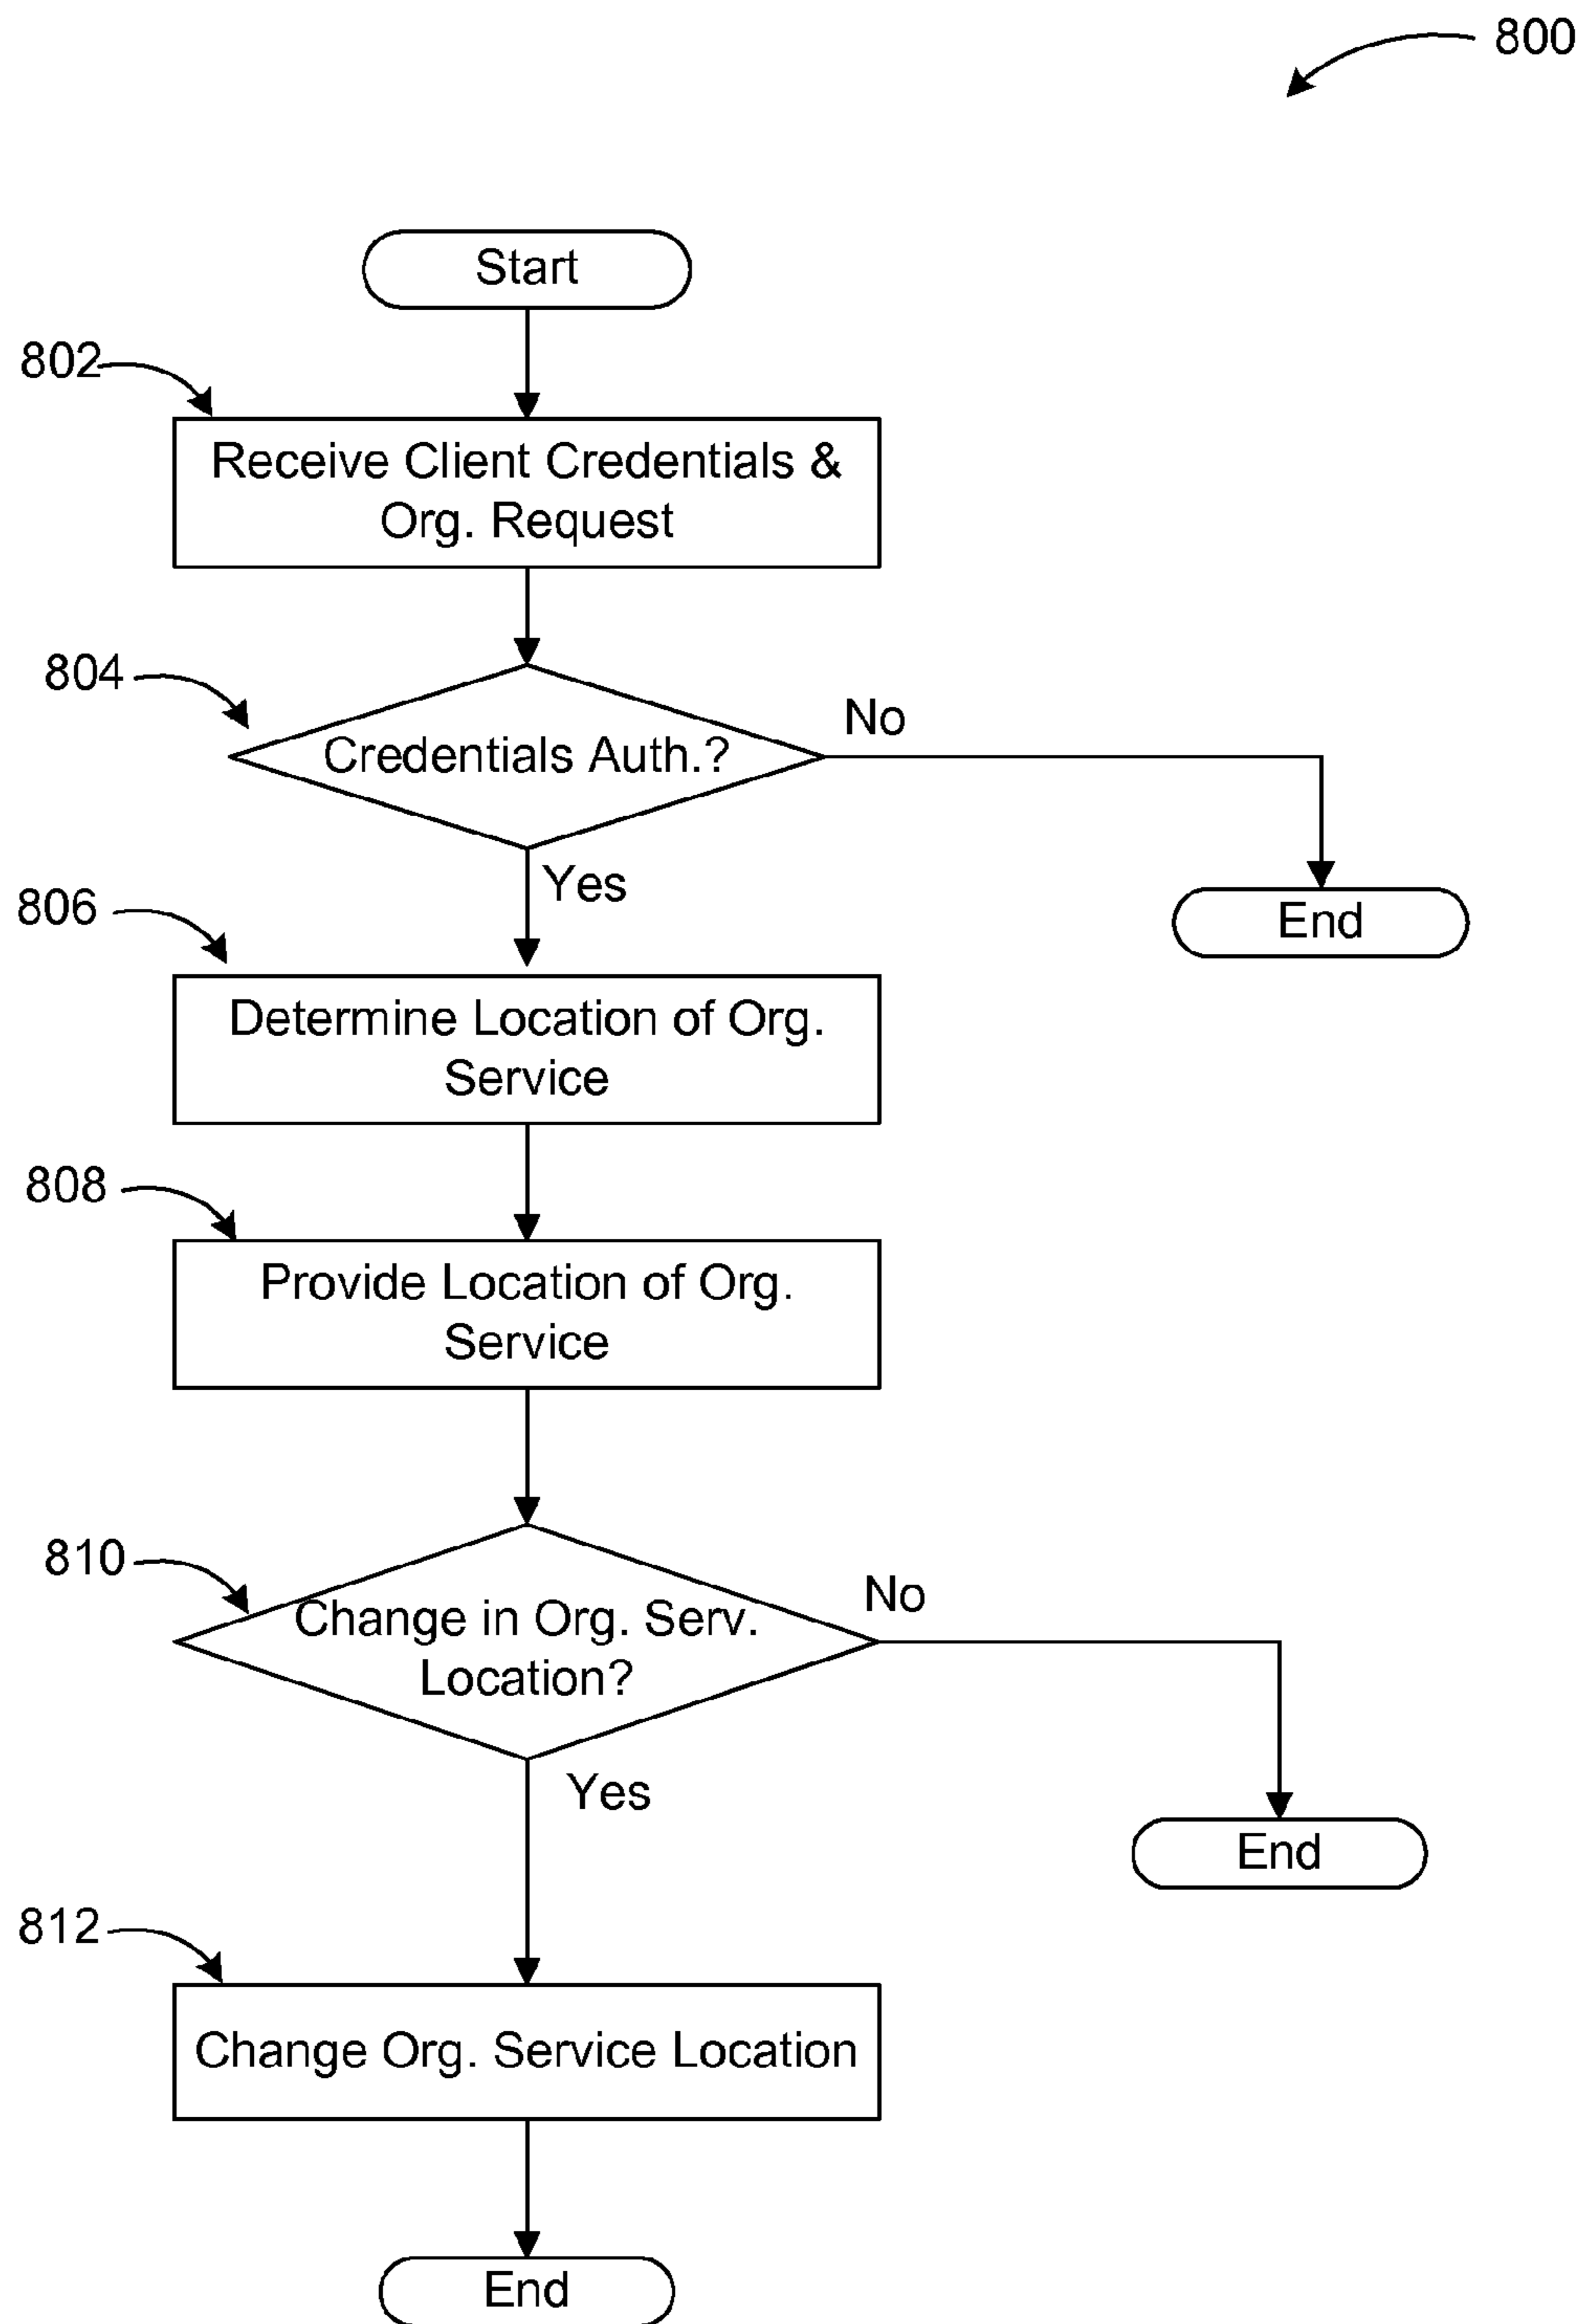 800
Start
802
Receive Client Credentials &
Org. Request
804
Credentials Auth.?
No
Yes
End
806
Determine Location of Org.
Service
808
Provide Location of Org.
Service
810
Change in Org. Serv.
Location?
No
Yes
End
812
Change Org. Service Location
End